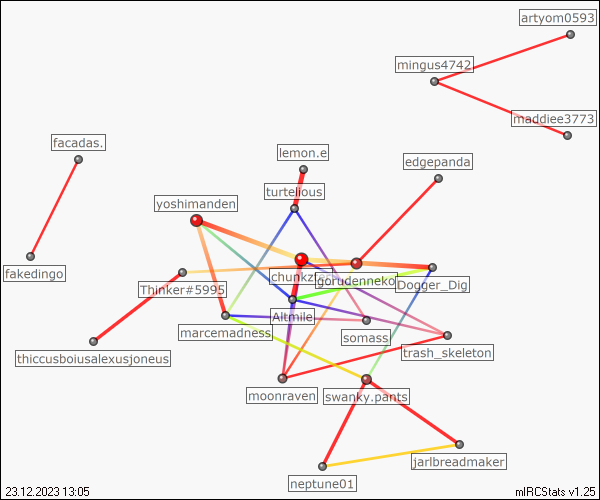 artyom0593
mingus4742
maddiee3773
facadas.
lemon.e
edgepanda
turtelious
yoshimanden
fakedingo
chunkz
gordenneko
Dogger_Dig
Thinker#5995
Altmile
marcemadness
somass
trash_skeleton
thiccusboiusalexusjoneus
moonraven
swanky.pants
jarlbreadmaker
neptune01
23.12.2023 13:05
mIRCStats v1.25